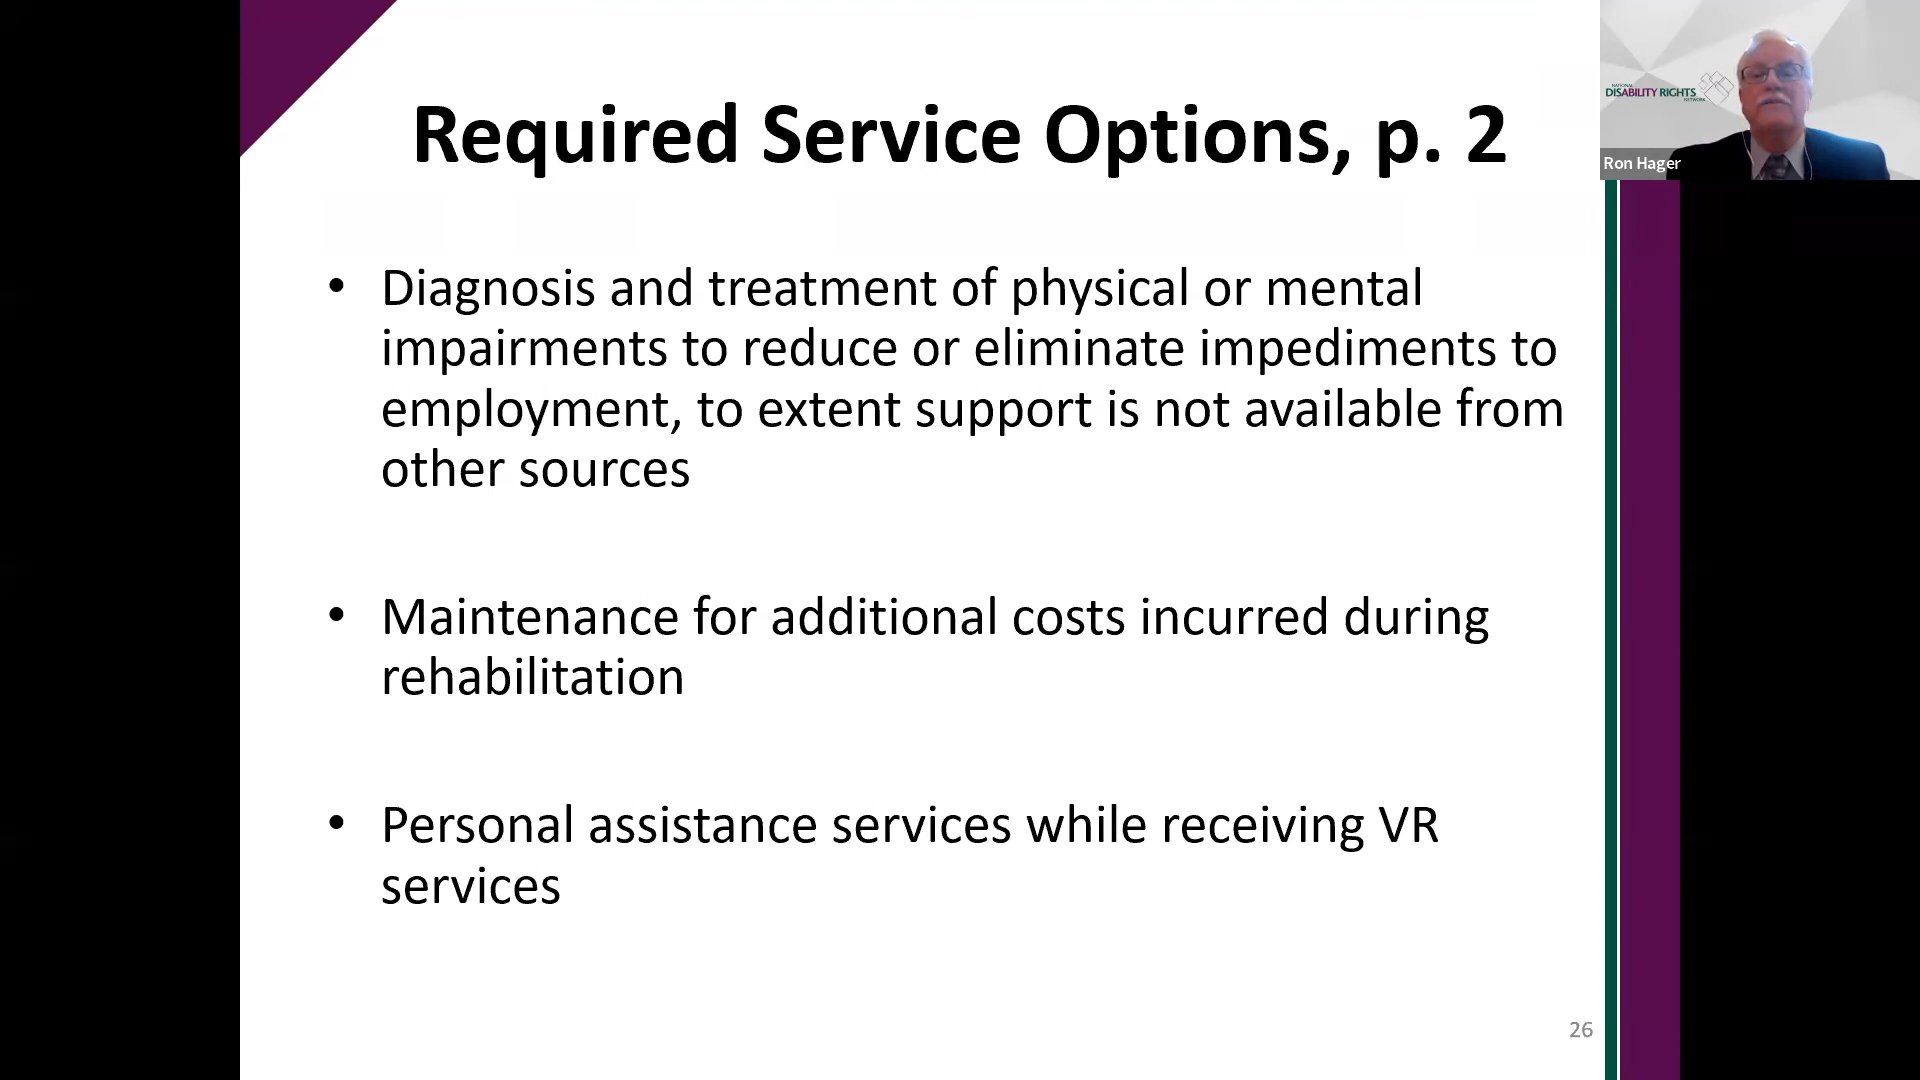 Required Service Options, p. 2
NATIONAL
DISABILITY RIGHTS
NETWORK
Ron Hager
• Diagnosis and treatment of physical or mental
impairments to reduce or eliminate impediments to
employment, to extent support is not available from
other sources
• Maintenance for additional costs incurred during
rehabilitation
• Personal assistance services while receiving VR
services
26